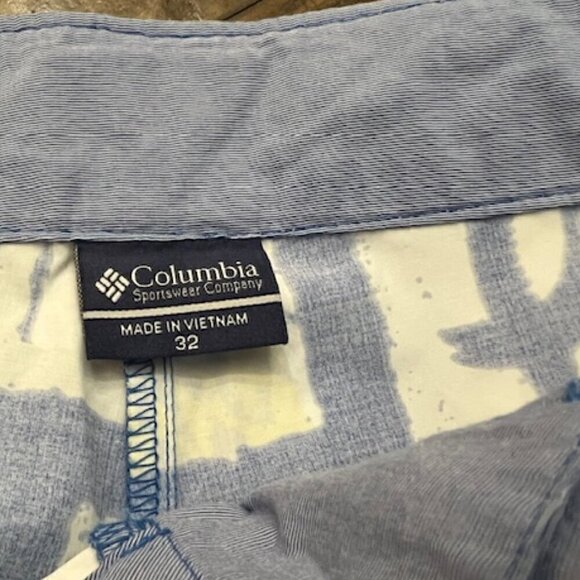 Columbia
Sportswear Company
MADE IN VIETNAM
32